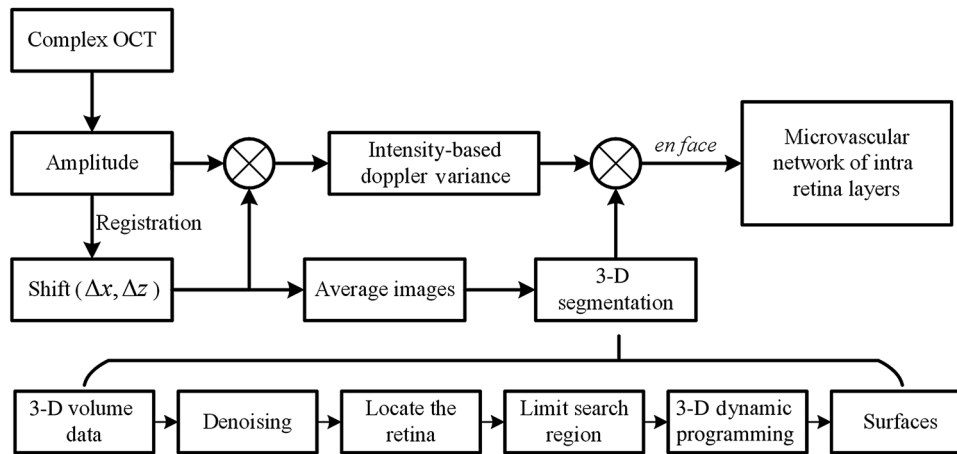 Complex OCT
Amplitude
Intensity-based
doppler variance
en face
Microvascular
network of intra
retina layers
Registration
Shift (Δx, Δz)
Average images
3-D
segmentation
3-D volume
data
Denoising
Locate the
retina
Limit search
region
3-D dynamic
programming
Surfaces